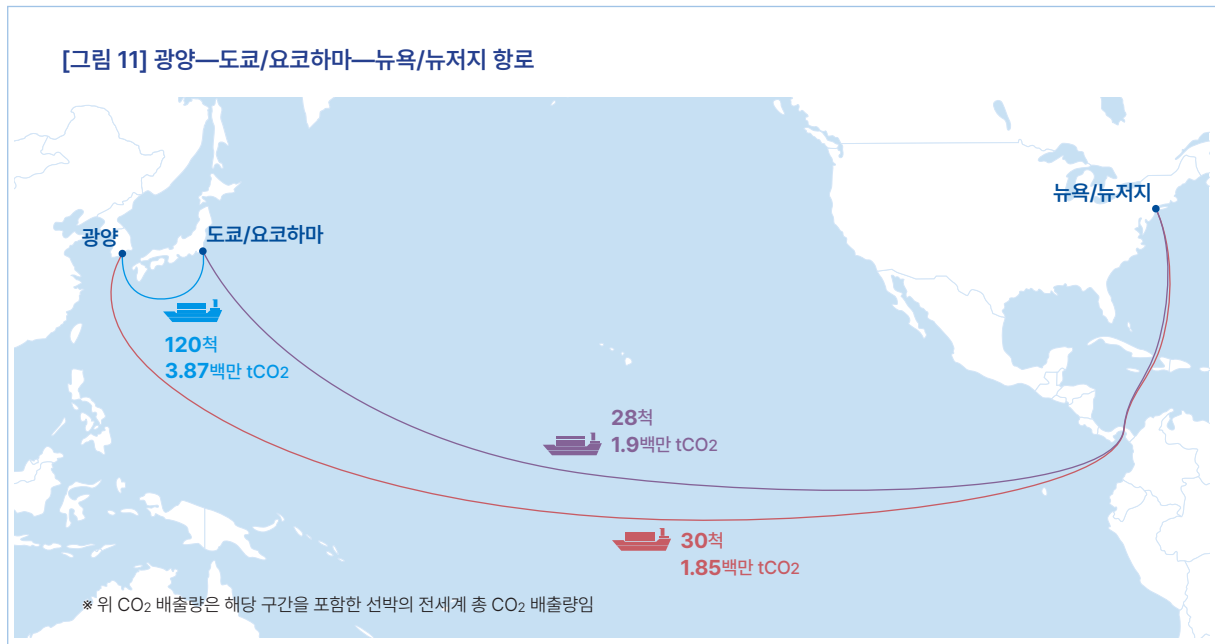 [그림 11] 광양—도쿄/요코하마—뉴욕/뉴저지 항로
뉴욕/뉴저지
광양
도쿄/요코하마
120척
3.87백만 tCO2
28척
1.9백만 tCO2
30척
1.85백만 tCO2
※ 위 CO2 배출량은 해당 구간을 포함한 선박의 전세계 총 CO2 배출량임